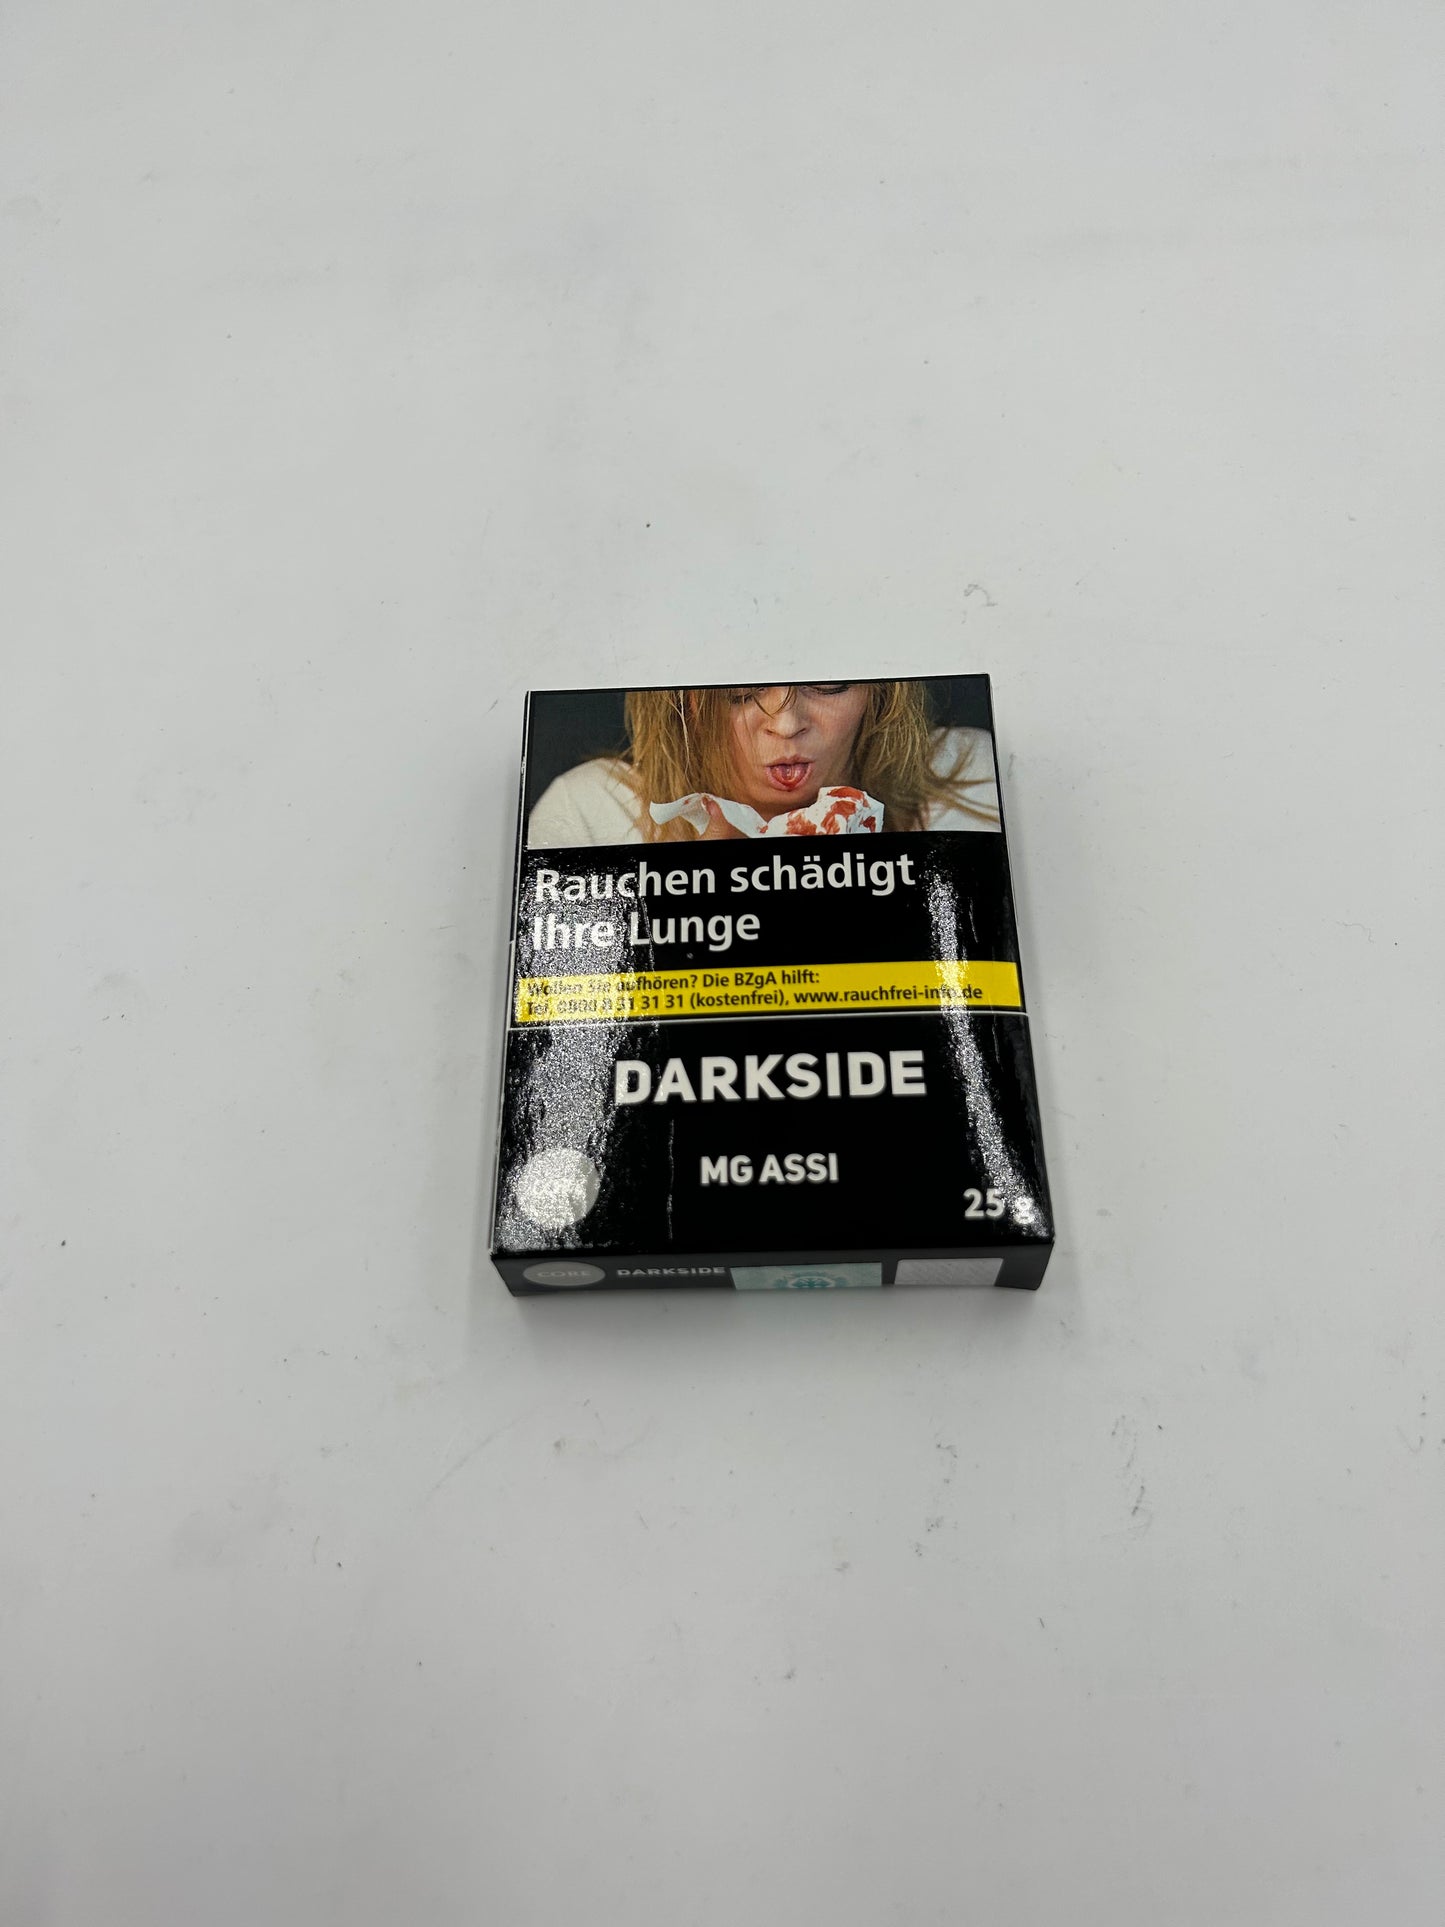 Rauchen schädigt
Ihre Lunge
Wollen Sie aufhören? Die BZgA hilft:
Tel. 0800 8 31 31 31 (kostenfrei), www.rauchfrei-info.de
DARKSIDE
MG ASSI
25 g
CORE
DARKSIDE